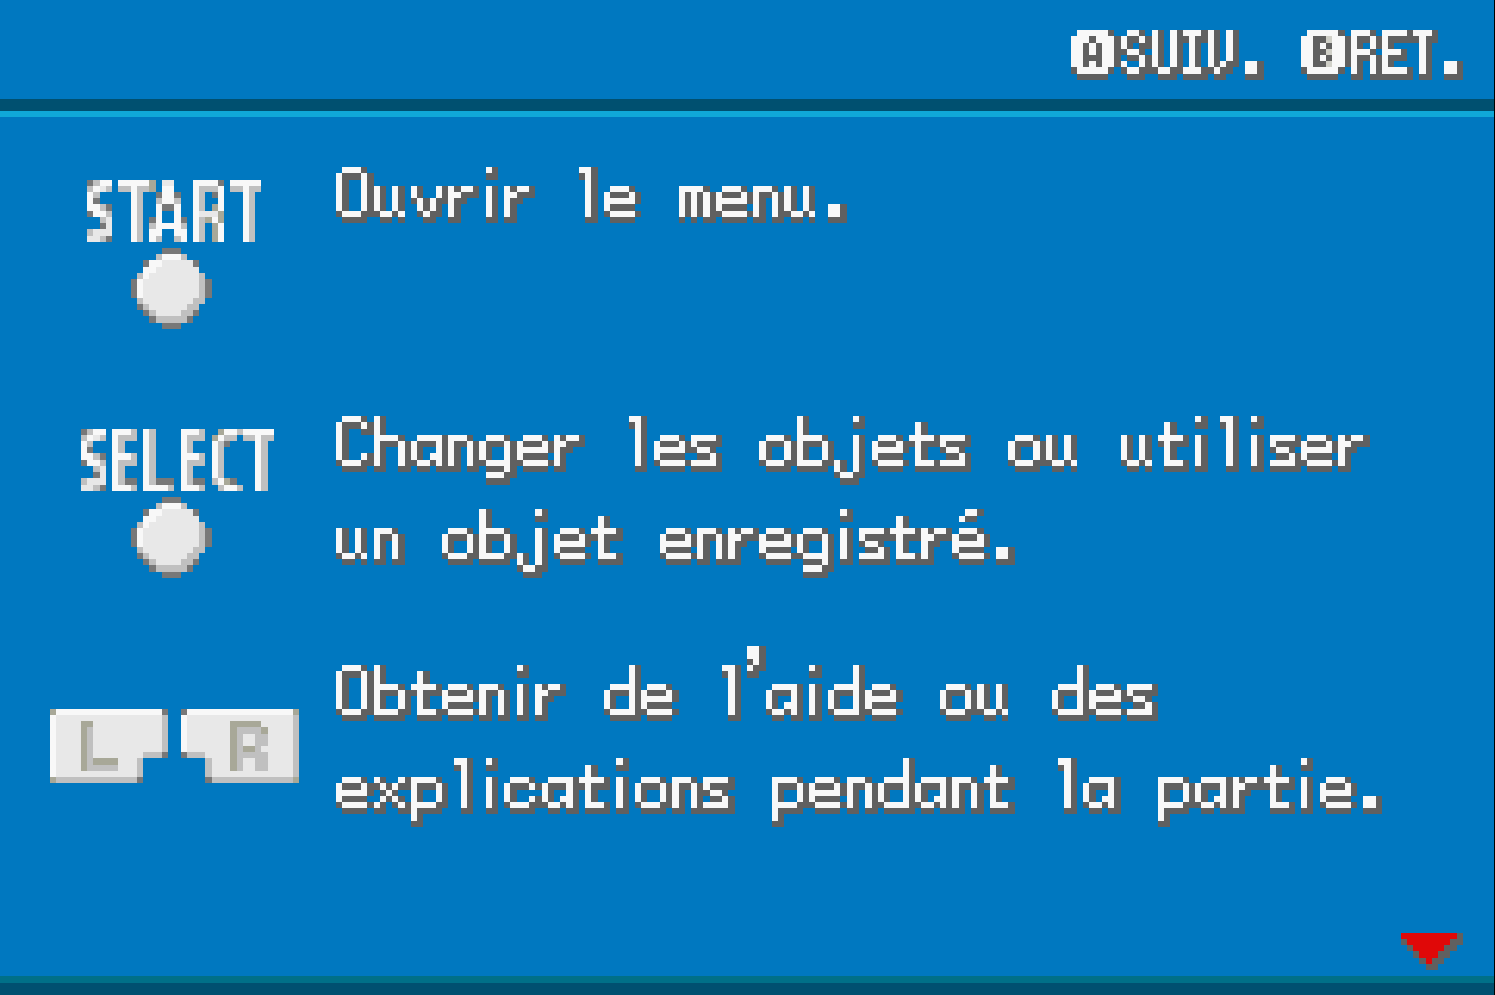 A SUIV. B RET.
START
Ouvrir le menu.
SELECT
Changer les objets ou utiliser
un objet enregistré.
L R
Obtenir de l'aide ou des
explications pendant la partie.